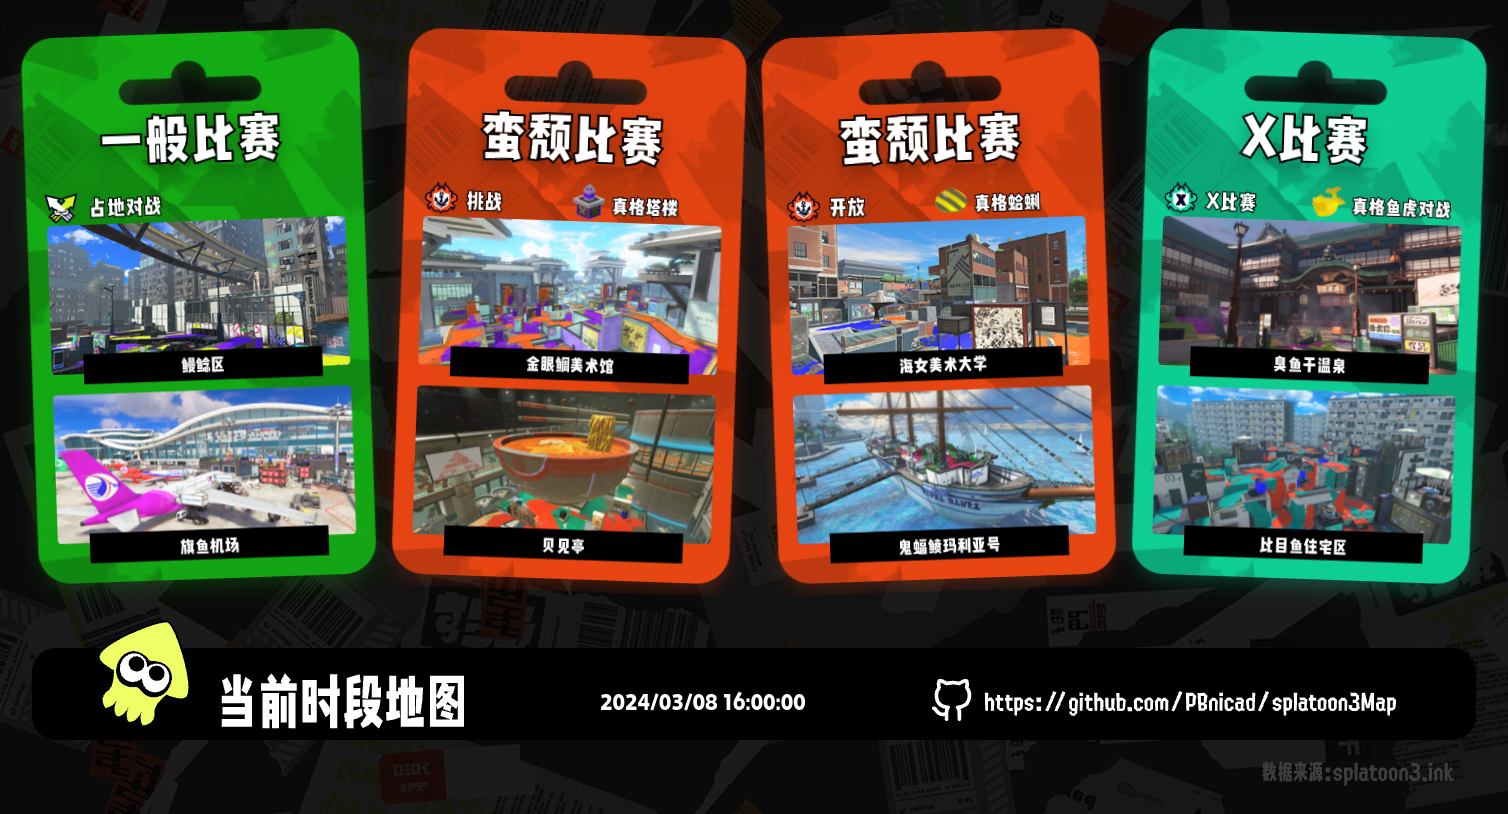 一般比赛
占地对战
鳗鲶区
旗鱼机场
蛮颓比赛
挑战
真格塔楼
金眼鲷美术馆
贝见亭
蛮颓比赛
开放
真格蛤蜊
海女美术大学
鬼蝠鲼玛利亚号
X比赛
X比赛
真格鱼虎对战
臭鱼干温泉
比目鱼住宅区
当前时段地图
2024/03/08 16:00:00
https://github.com/PBnicad/splatoon3Map
数据来源:splatoon3.ink